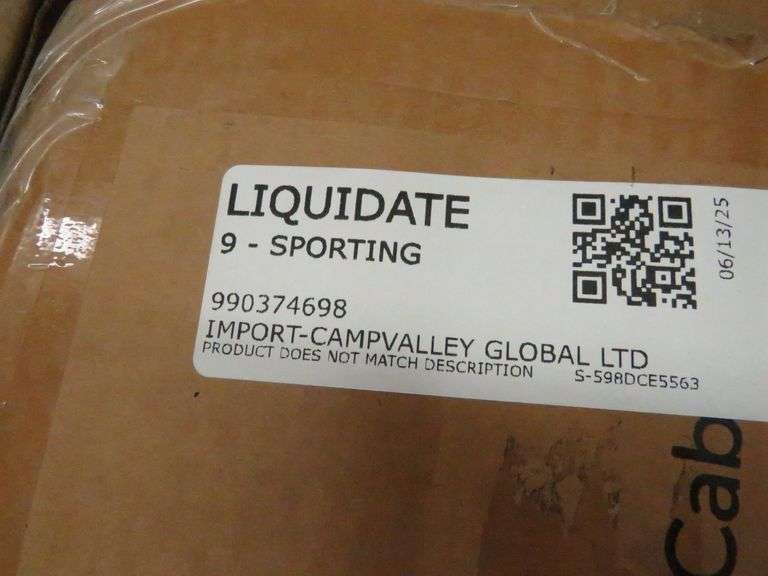 LIQUIDATE
9 - SPORTING
06/13/25
990374698
IMPORT-CAMPVALLEY GLOBAL LTD
PRODUCT DOES NOT MATCH DESCRIPTION S-598DCE5563
Cab